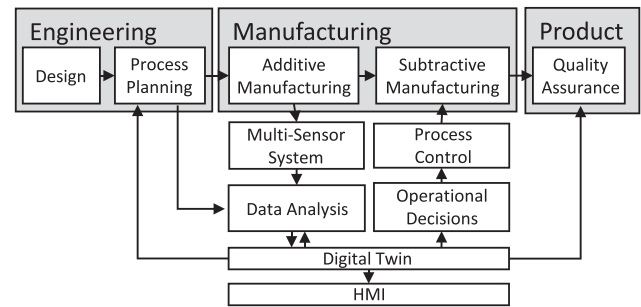 Engineering
Manufacturing
Product
Design
Process
Planning
Additive
Manufacturing
Subtractive
Manufacturing
Quality
Assurance
Multi-Sensor
System
Process
Control
Data Analysis
Operational
Decisions
Digital Twin
HMI